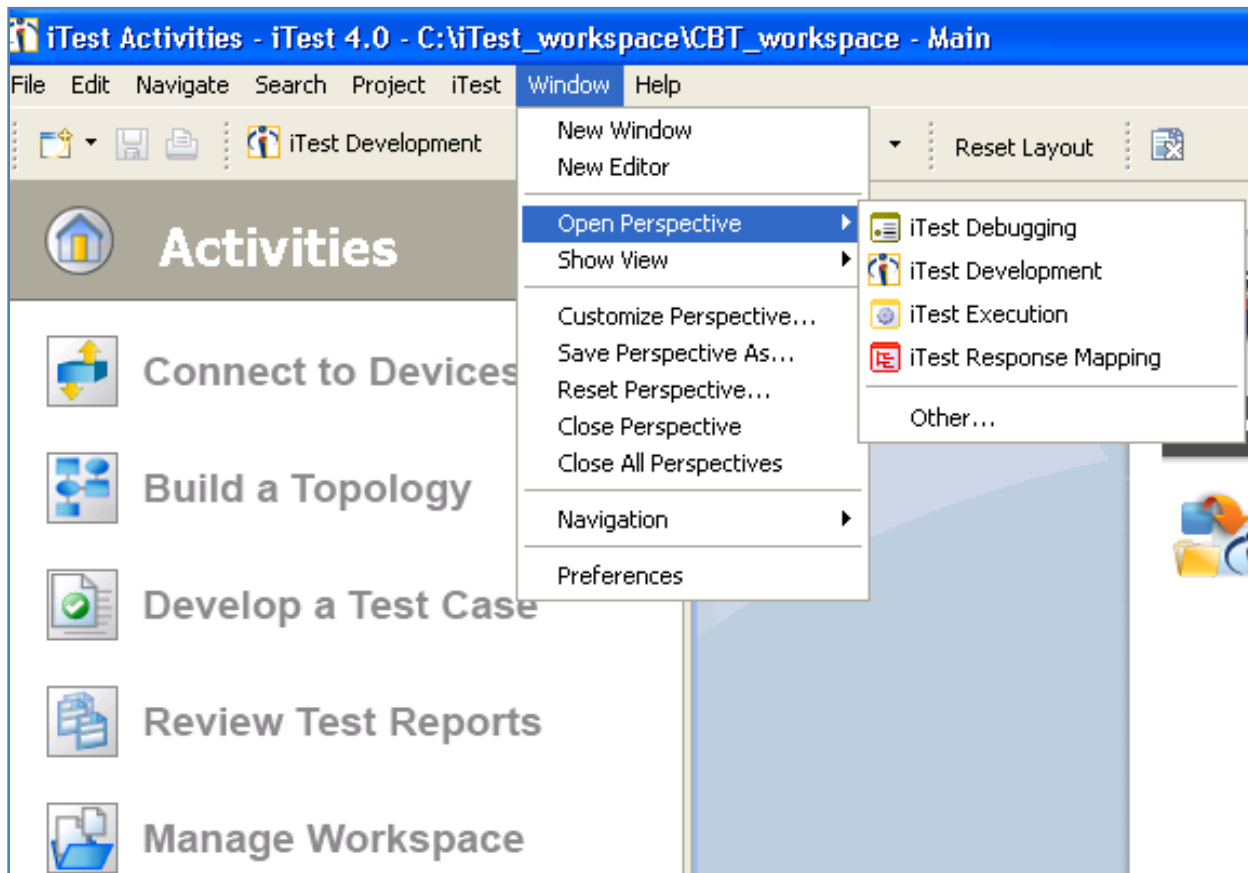 iTest Activities - iTest 4.0 - C:\iTest_workspace\CBT_workspace - Main
File Edit Navigate Search Project iTest Window Help
iTest Development
Reset Layout
New Window
New Editor
Open Perspective
Show View
Customize Perspective...
Save Perspective As...
Reset Perspective...
Close Perspective
Close All Perspectives
Navigation
Preferences
iTest Debugging
iTest Development
iTest Execution
iTest Response Mapping
Other...
Activities
Connect to Devices
Build a Topology
Develop a Test Case
Review Test Reports
Manage Workspace